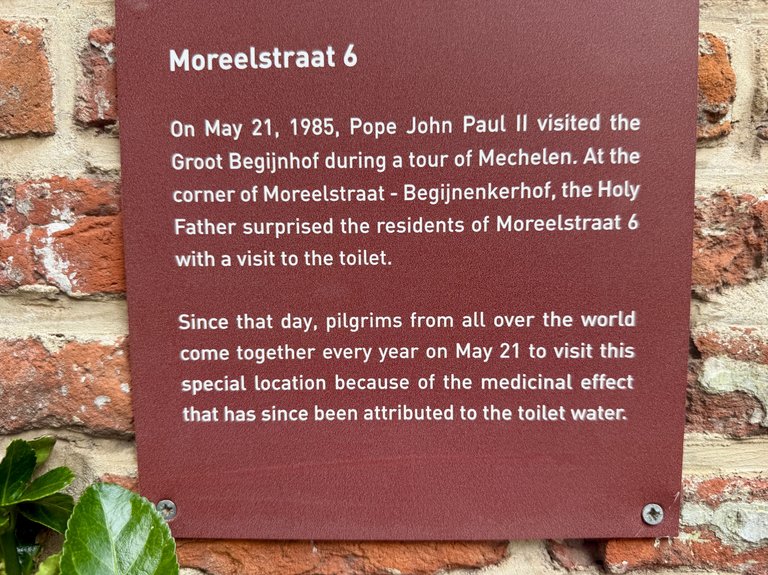 Moreelstraat 6
On May 21, 1985, Pope John Paul II visited the
Groot Begijnhof during a tour of Mechelen. At the
corner of Moreelstraat - Begijnenkerhof, the Holy
Father surprised the residents of Moreelstraat 6
with a visit to the toilet.
Since that day, pilgrims from all over the world
come together every year on May 21 to visit this
special location because of the medicinal effect
that has since been attributed to the toilet water.